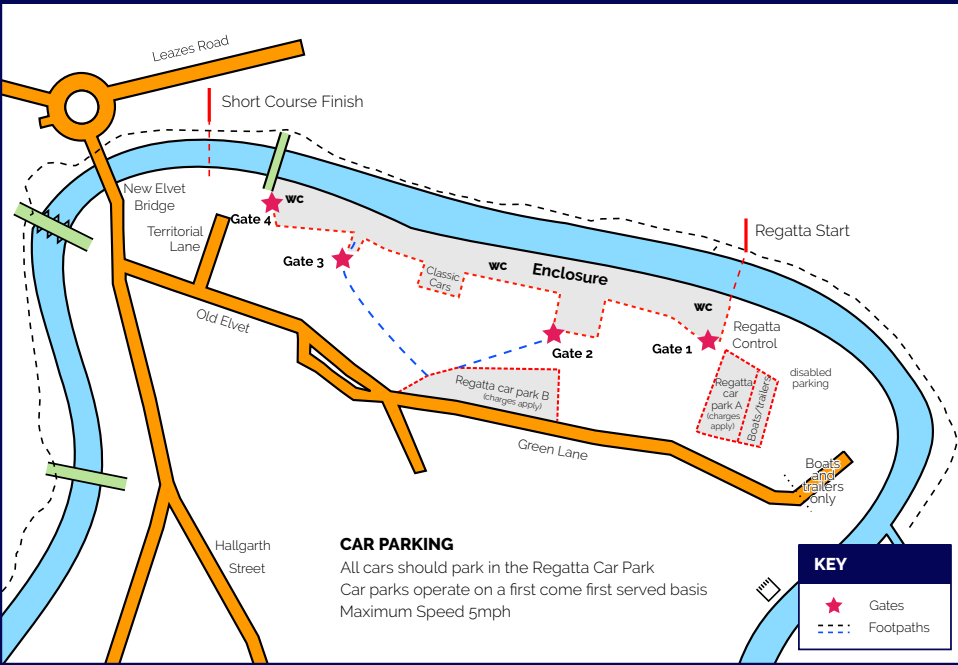 Leazes Road
Short Course Finish
New Elvet
Bridge
Territorial
Lane
WC
Gate 4
Gate 3
Regatta Start
Classic
Cars
WC
Enclosure
WC
Old Elvet
Gate 2
Gate 1
Regatta
Control
disabled
parking
Regatta car park B
(charges apply)
Regatta
car
park A
(charges
apply)
Boats/trailers
Green Lane
Boats
and
trailers
only
Hallgarth
Street
CAR PARKING
All cars should park in the Regatta Car Park
Car parks operate on a first come first served basis
Maximum Speed 5mph
KEY
Gates
Footpaths